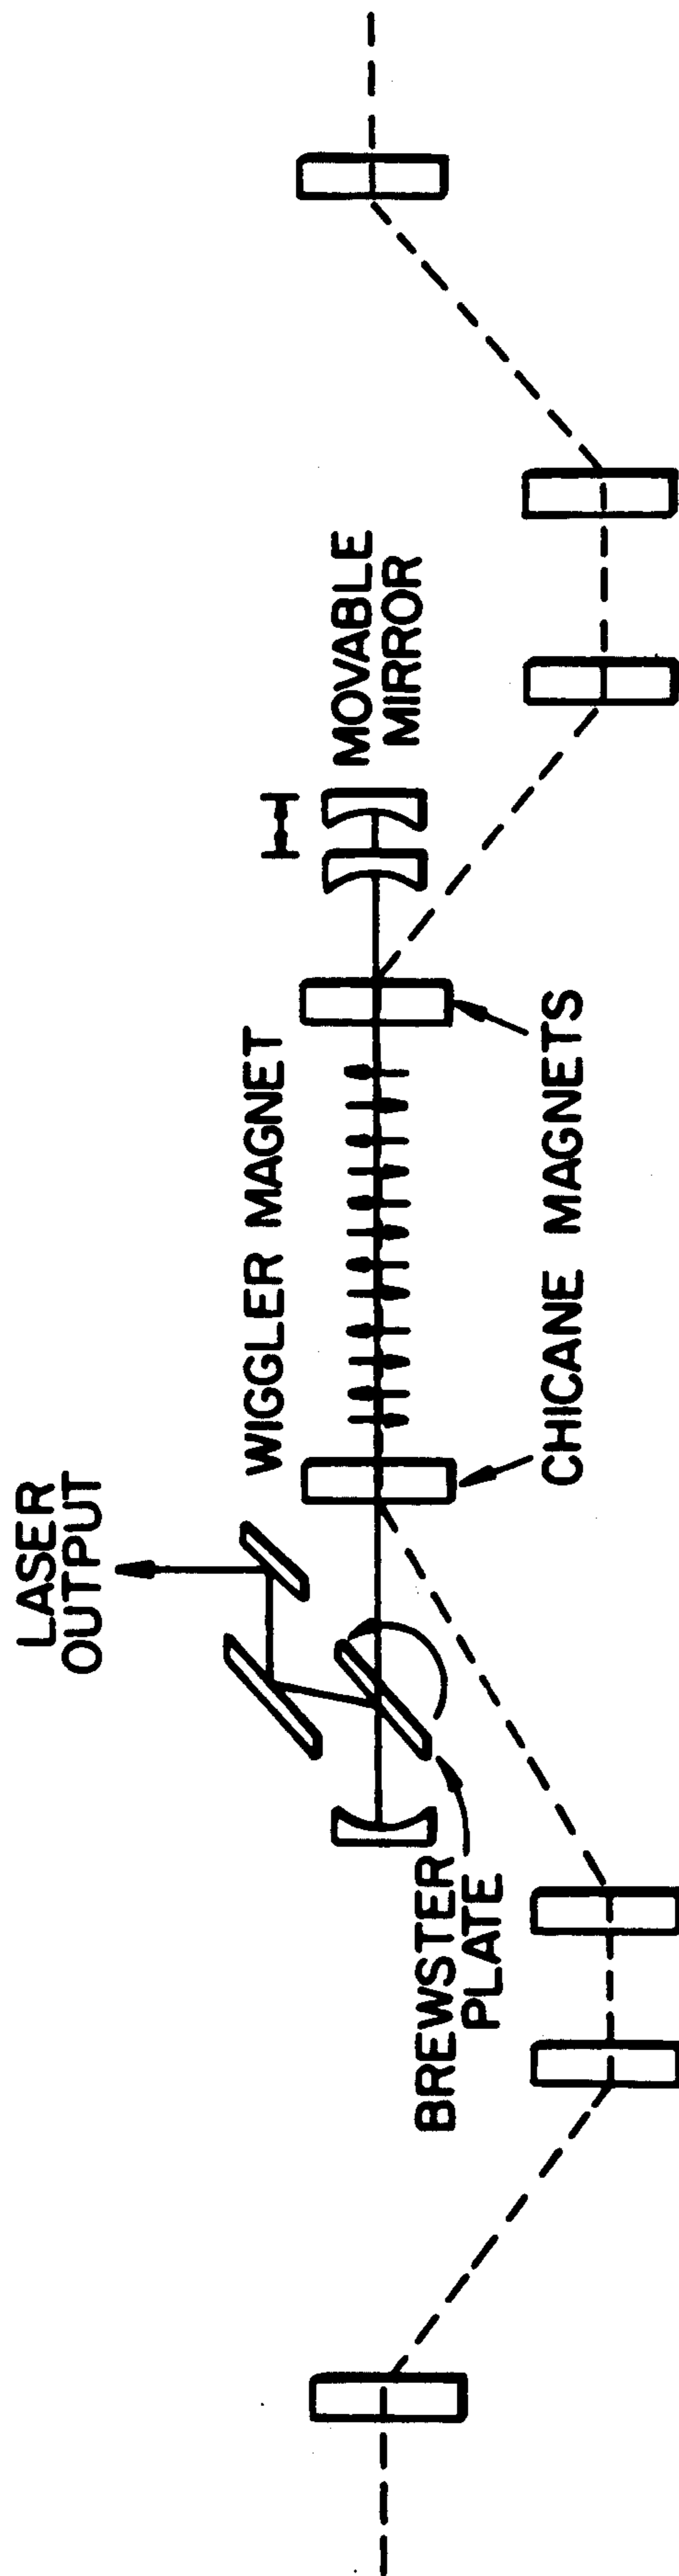 LASER
OUTPUT
WIGGLER MAGNET
MOVABLE
MIRROR
BREWSTER
PLATE
CHICANE MAGNETS